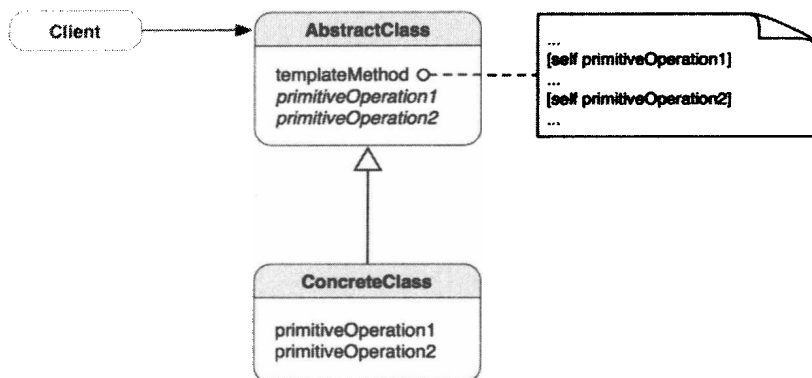 Client
AbstractClass
templateMethod
primitiveOperation1
primitiveOperation2
...
[self primitiveOperation1]
...
[self primitiveOperation2]
...
ConcreteClass
primitiveOperation1
primitiveOperation2